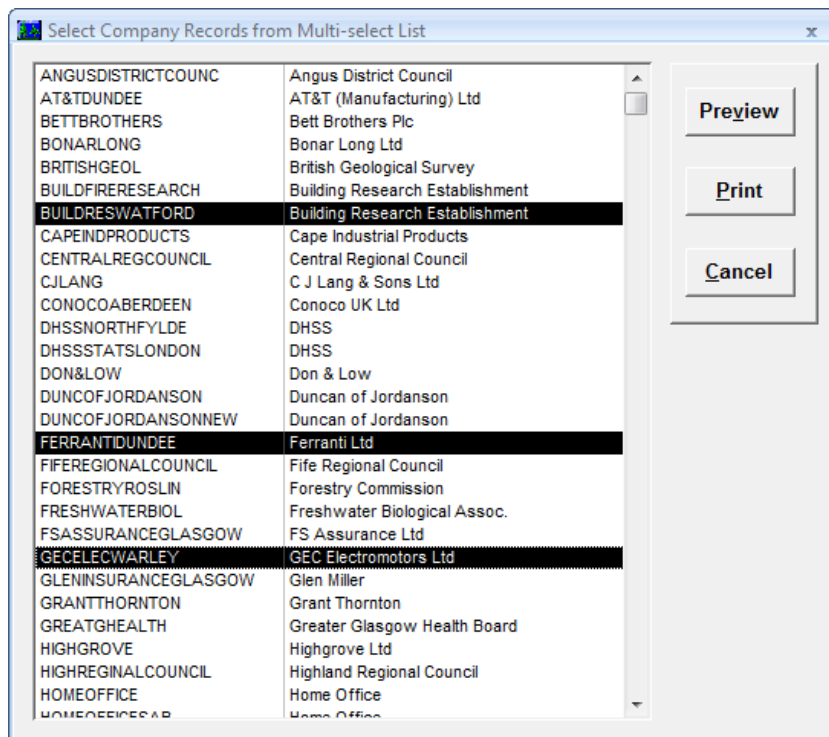 Select Company Records from Multi-select List x
ANGUSDISTRICTCOUNC Angus District Council
AT&TDUNDEE AT&T (Manufacturing) Ltd
BETTBROTHERS Bett Brothers Plc
BONARLONG Bonar Long Ltd
BRITISHGEOL British Geological Survey
BUILDFIRERESEARCH Building Research Establishment
BUILDRESWATFORD Building Research Establishment
CAPEINDPRODUCTS Cape Industrial Products
CENTRALREGCOUNCIL Central Regional Council
CJLANG C J Lang & Sons Ltd
CONOCOABERDEEN Conoco UK Ltd
DHSSNORTHFYLDE DHSS
DHSSSTATSLONDON DHSS
DON&LOW Don & Low
DUNCOFJORDANSON Duncan of Jordanson
DUNCOFJORDANSONNEW Duncan of Jordanson
FERRANTIDUNDEE Ferranti Ltd
FIFEREGIONALCOUNCIL Fife Regional Council
FORESTRYROSLIN Forestry Commission
FRESHWATERBIOL Freshwater Biological Assoc.
FSASSURANCEGLASGOW FS Assurance Ltd
GECELECWARLEY GEC Electromotors Ltd
GLENINSURANCEGLASGOW Glen Miller
GRANTTHORNTON Grant Thornton
GREATGHEALTH Greater Glasgow Health Board
HIGHGROVE Highgrove Ltd
HIGHREGINALCOUNCIL Highland Regional Council
HOMEOFFICE Home Office
HOMEOFFICESAB Home Office
Preview
Print
Cancel